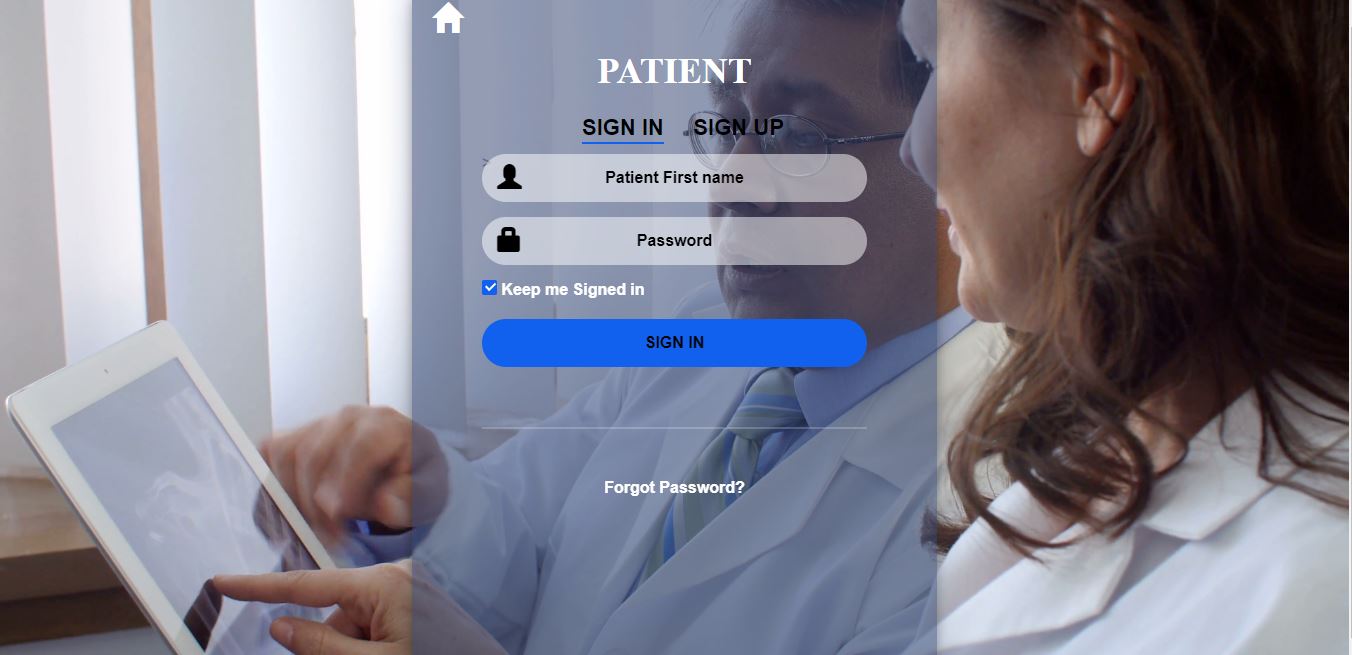 PATIENT
SIGN IN SIGN UP
Patient First name
Password
Keep me Signed in
SIGN IN
Forgot Password?